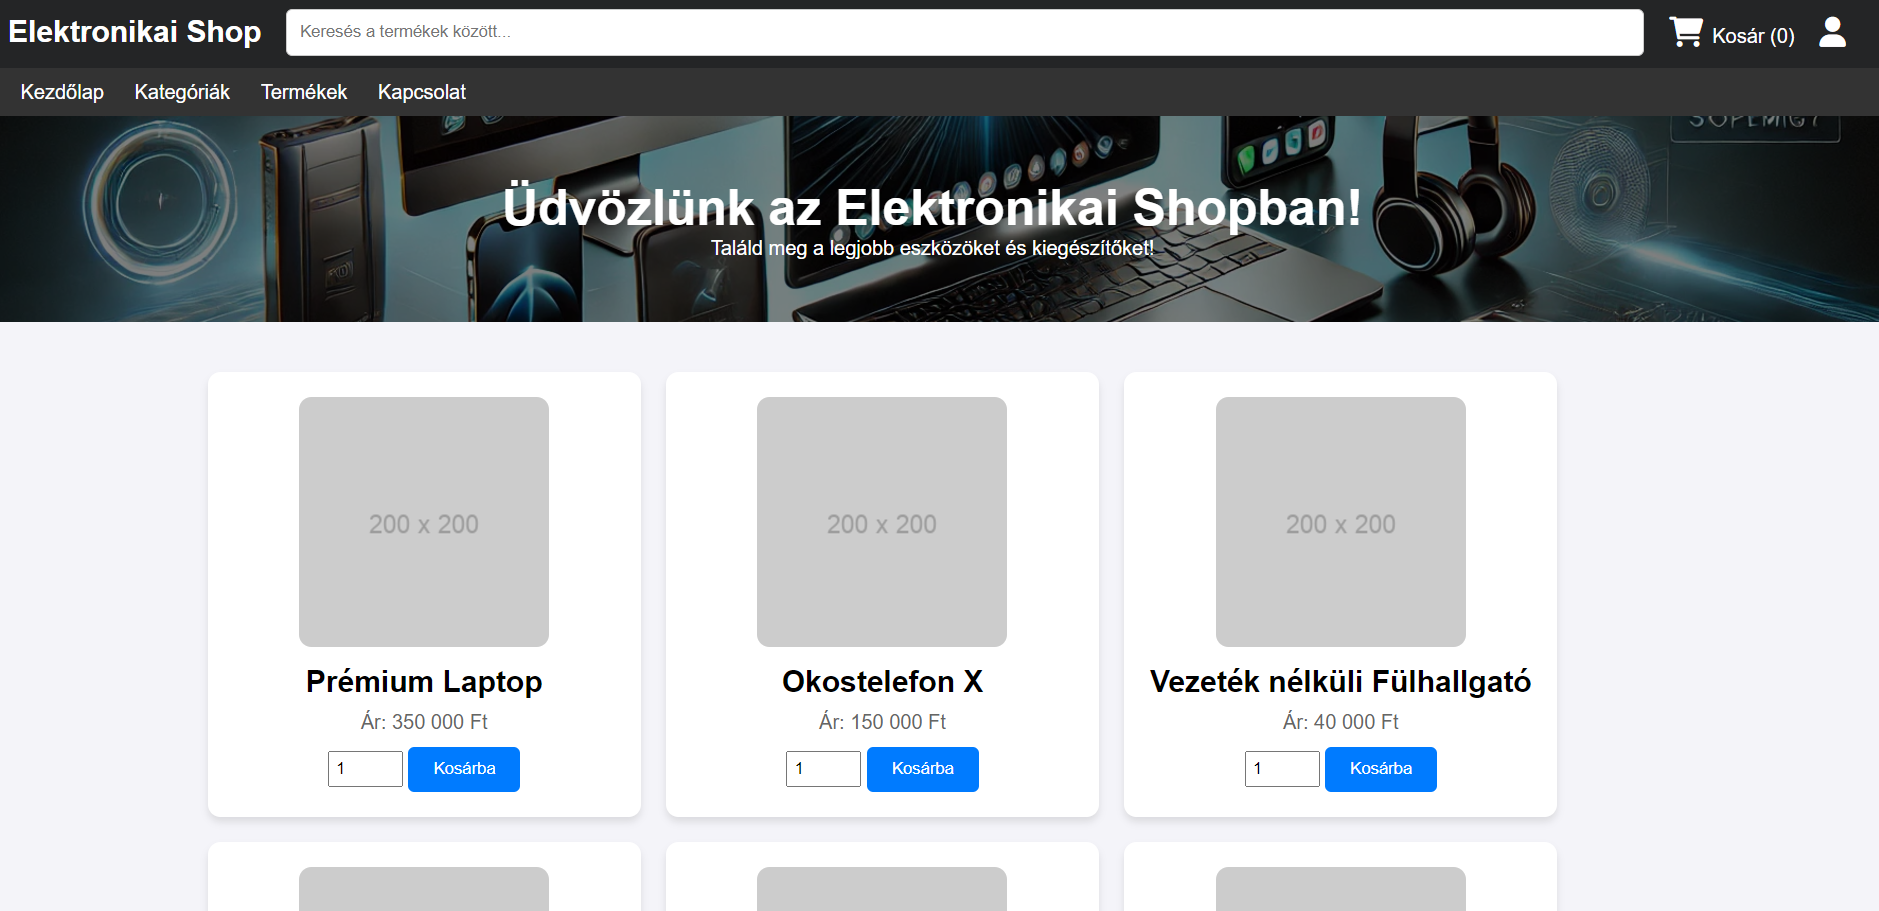 Elektronikai Shop
Keresés a termékek között...
Kosár (0)
Kezdőlap Kategóriák Termékek Kapcsolat
Üdvözlünk az Elektronikai Shopban!
Találd meg a legjobb eszközöket és kiegészítőket!
200 x 200
200 x 200
200 x 200
Prémium Laptop
Okostelefon X
Vezeték nélküli Fülhallgató
Ár: 350 000 Ft
Ár: 150 000 Ft
Ár: 40 000 Ft
1 Kosárba
1 Kosárba
1 Kosárba